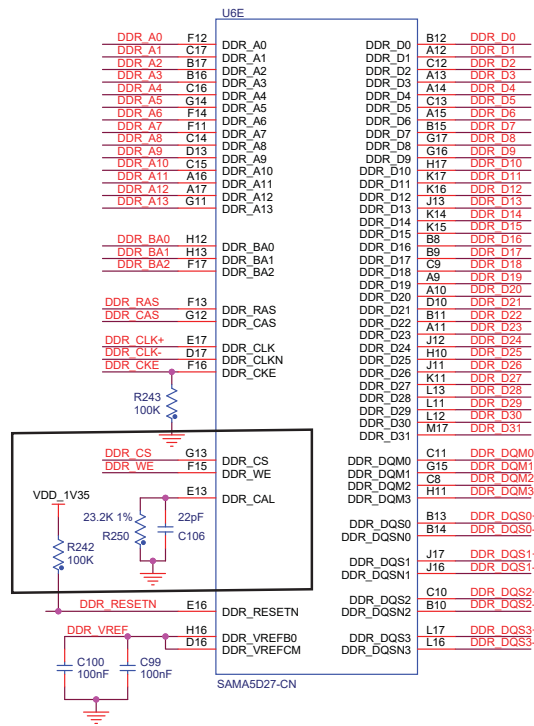 U6E
DDR_A0 F12 DDR_A0 DDR_D0 B12 DDR_D0
DDR_A1 C17 DDR_A1 DDR_D1 A12 DDR_D1
DDR_A2 B17 DDR_A2 DDR_D2 C12 DDR_D2
DDR_A3 B16 DDR_A3 DDR_D3 A13 DDR_D3
DDR_A4 C16 DDR_A4 DDR_D4 A14 DDR_D4
DDR_A5 G14 DDR_A5 DDR_D5 C13 DDR_D5
DDR_A6 F14 DDR_A6 DDR_D6 A15 DDR_D6
DDR_A7 F11 DDR_A7 DDR_D7 B15 DDR_D7
DDR_A8 C14 DDR_A8 DDR_D8 G17 DDR_D8
DDR_A9 D13 DDR_A9 DDR_D9 G16 DDR_D9
DDR_A10 C15 DDR_A10 DDR_D10 H17 DDR_D10
DDR_A11 A16 DDR_A11 DDR_D11 K17 DDR_D11
DDR_A12 A17 DDR_A12 DDR_D12 K16 DDR_D12
DDR_A13 G11 DDR_A13 DDR_D13 J13 DDR_D13
DDR_D14 K14 DDR_D14
DDR_D15 K15 DDR_D15
DDR_BA0 H12 DDR_BA0 DDR_D16 B8 DDR_D16
DDR_BA1 H13 DDR_BA1 DDR_D17 B9 DDR_D17
DDR_BA2 F17 DDR_BA2 DDR_D18 C9 DDR_D18
DDR_D19 A9 DDR_D19
DDR_D20 A10 DDR_D20
DDR_RAS F13 DDR_RAS DDR_D21 D10 DDR_D21
DDR_CAS G12 DDR_CAS DDR_D22 B11 DDR_D22
DDR_D23 A11 DDR_D23
DDR_CLK+ E17 DDR_CLK DDR_D24 J12 DDR_D24
DDR_CLK- D17 DDR_CLKN DDR_D25 H10 DDR_D25
DDR_CKE F16 DDR_CKE DDR_D26 J11 DDR_D26
DDR_D27 K11 DDR_D27
DDR_D28 L13 DDR_D28
DDR_D29 L11 DDR_D29
DDR_D30 L12 DDR_D30
DDR_D31 M17 DDR_D31
R243
100K
DDR_CS G13 DDR_CS DDR_DQM0 C11 DDR_DQM0
DDR_WE F15 DDR_WE DDR_DQM1 G15 DDR_DQM1
DDR_DQM2 C8 DDR_DQM2
E13 DDR_CAL DDR_DQM3 H11 DDR_DQM3
VDD_1V35
23.2K 1% 22pF
R250 C106
R242
100K
DDR_DQS0 B13 DDR_DQS0+
DDR_DQSN0 B14 DDR_DQS0-
DDR_DQS1 J17 DDR_DQS1+
DDR_DQSN1 J16 DDR_DQS1-
DDR_DQS2 C10 DDR_DQS2+
DDR_RESETN E16 DDR_RESETN DDR_DQSN2 B10 DDR_DQS2-
DDR_VREF H16 DDR_VREFB0 DDR_DQS3 L17 DDR_DQS3+
D16 DDR_VREFCM DDR_DQSN3 L16 DDR_DQS3-
C100 C99
100nF 100nF
SAMA5D27-CN